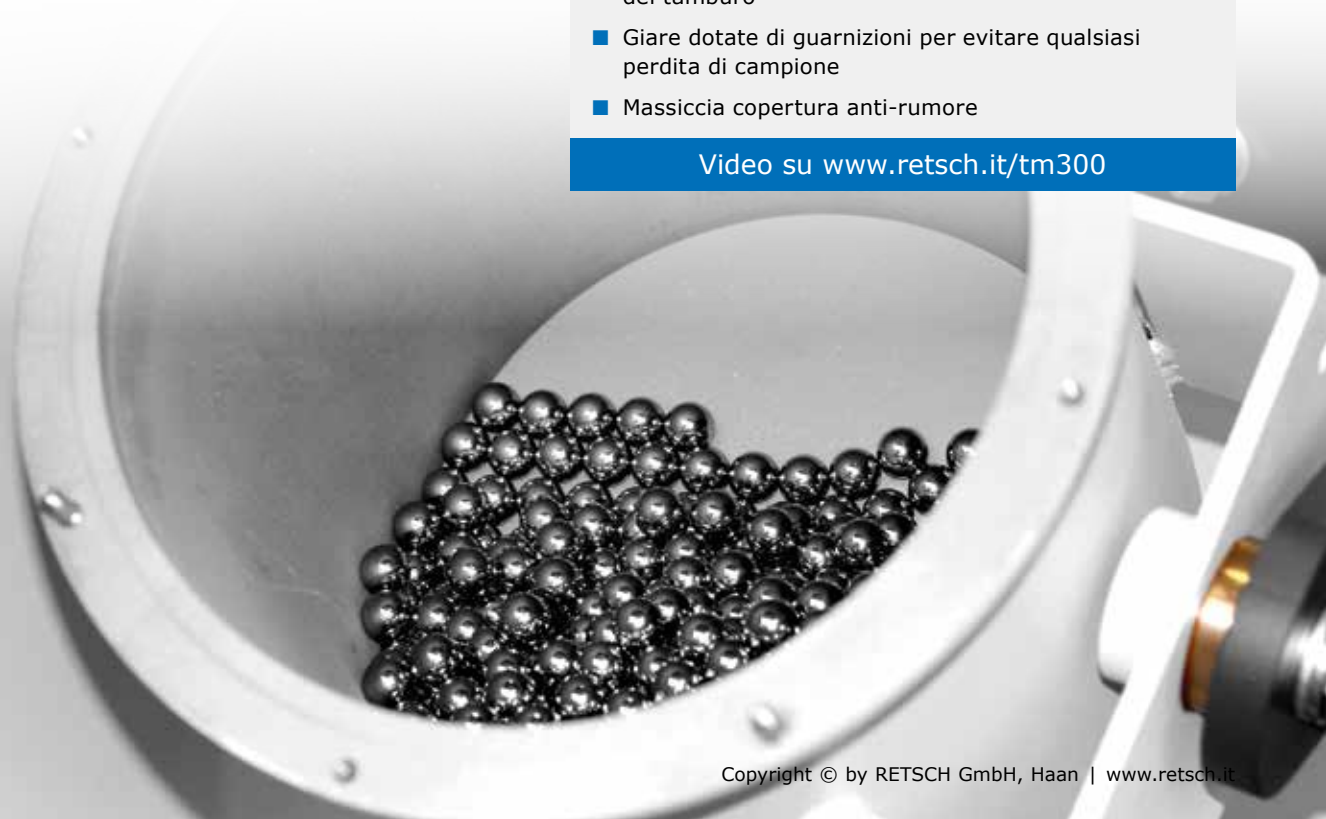 ■ Giare dotate di guarnizioni per evitare qualsiasi
perdita di campione
■ Massiccia copertura anti-rumore
Video su www.retsch.it/tm300
Copyright © by RETSCH GmbH, Haan | www.retsch.it